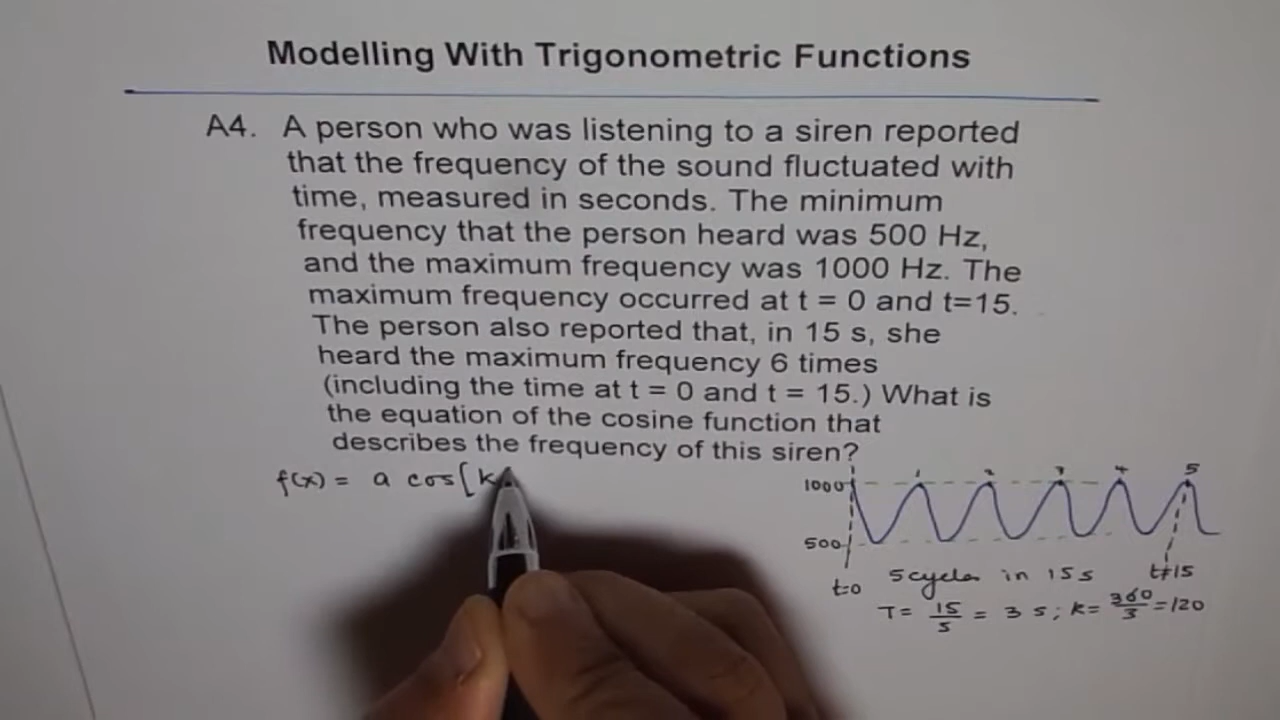 Modelling With Trigonometric Functions
A4. A person who was listening to a siren reported
that the frequency of the sound fluctuated with
time, measured in seconds. The minimum
frequency that the person heard was 500 Hz,
and the maximum frequency was 1000 Hz. The
maximum frequency occurred at t = 0 and t=15.
The person also reported that, in 15 s, she
heard the maximum frequency 6 times
(including the time at t = 0 and t = 15.) What is
the equation of the cosine function that
describes the frequency of this siren?
f(x) = a cos[k
1 2 3 4 5
1000
500
t=0
5 cycles in 15 s
t=15
T = 15/5 = 3 s; k = 360/3 = 120